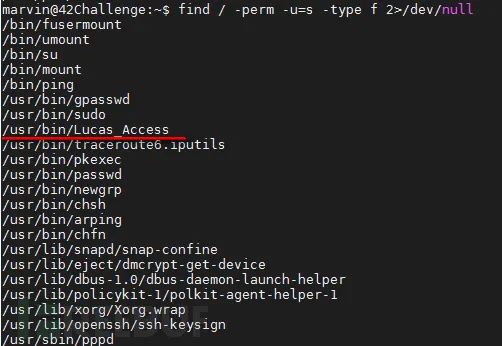 marvin@42Challenge:~$ find / -perm -u=s -type f 2>/dev/null
/bin/fusermount
/bin/umount
/bin/su
/bin/mount
/bin/ping
/usr/bin/gpasswd
/usr/bin/sudo
/usr/bin/Lucas_Access
/usr/bin/traceroute6.iputils
/usr/bin/pkexec
/usr/bin/passwd
/usr/bin/newgrp
/usr/bin/chsh
/usr/bin/arping
/usr/bin/chfn
/usr/lib/snapd/snap-confine
/usr/lib/eject/dmcrypt-get-device
/usr/lib/dbus-1.0/dbus-daemon-launch-helper
/usr/lib/policykit-1/polkit-agent-helper-1
/usr/lib/xorg/Xorg.wrap
/usr/lib/openssh/ssh-keysign
/usr/sbin/pppd